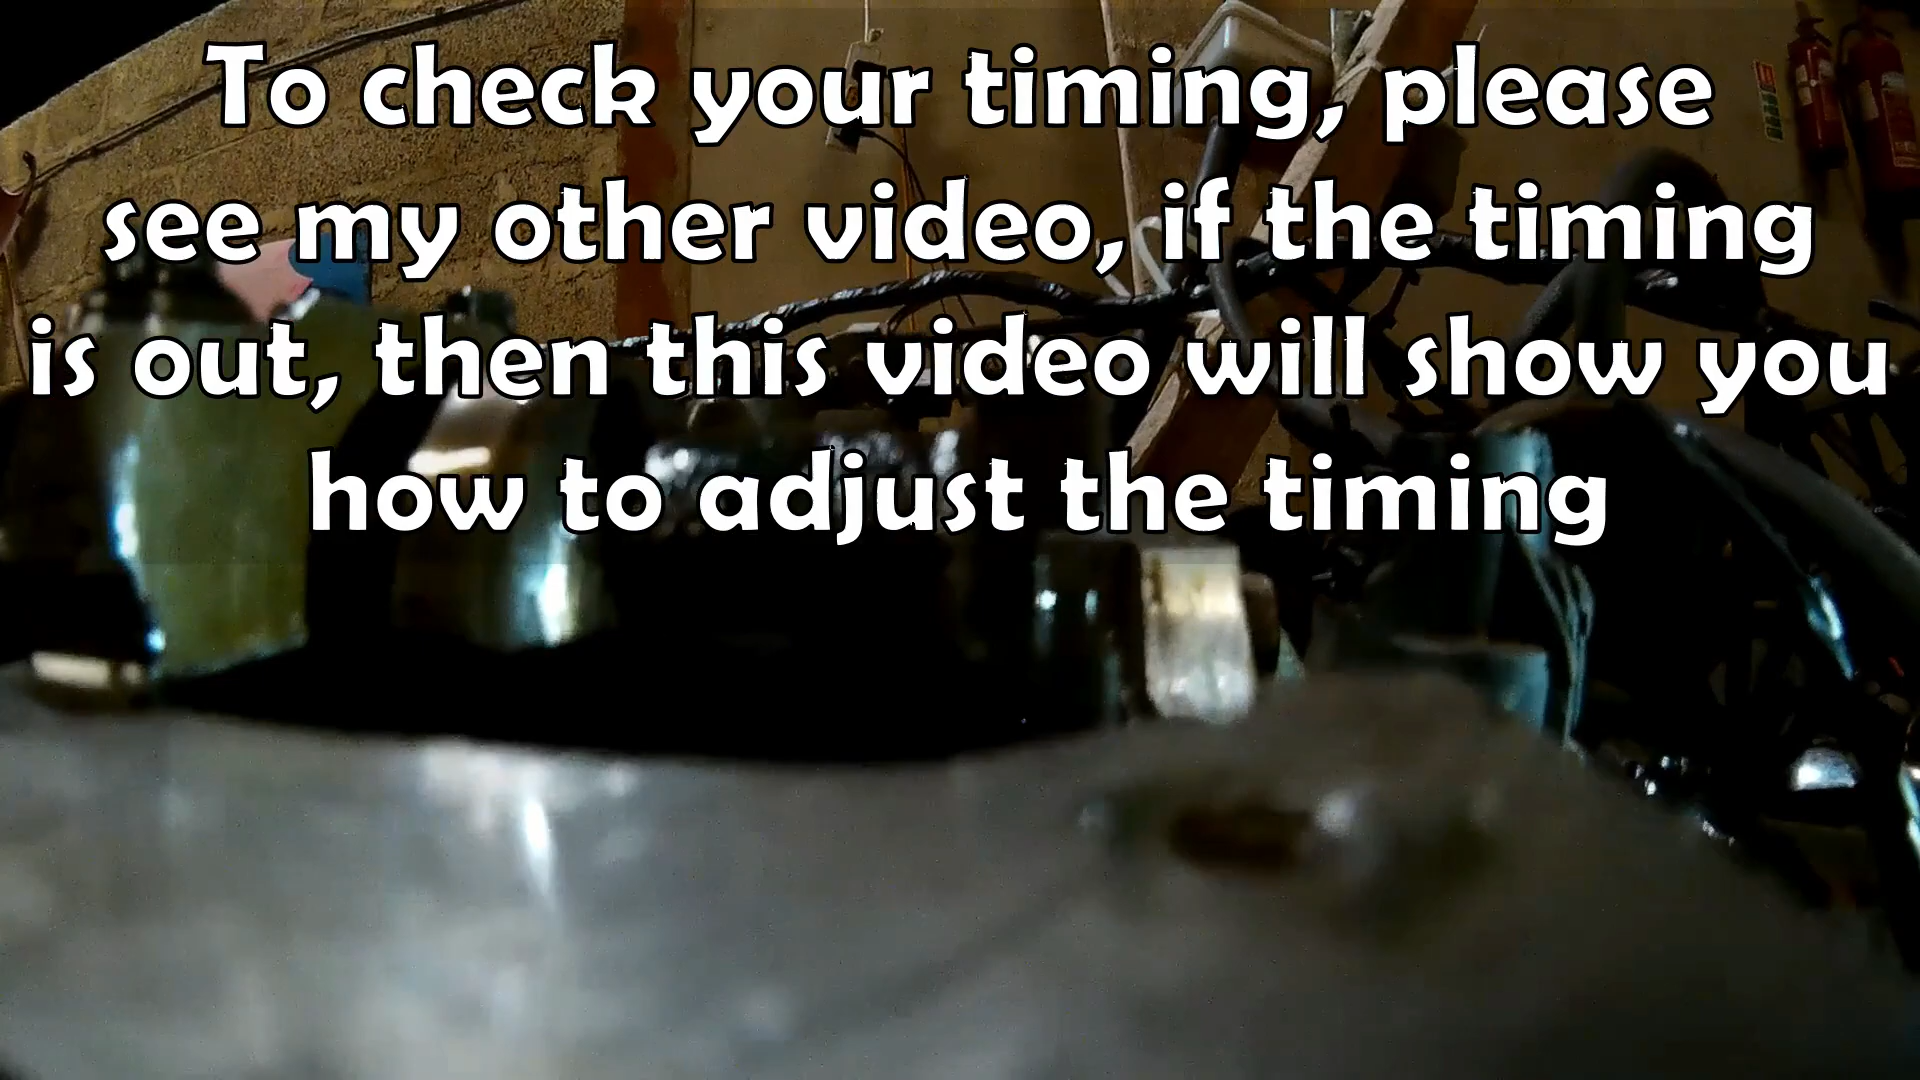 To check your timing, please
see my other video, if the timing
is out, then this video will show you
how to adjust the timing